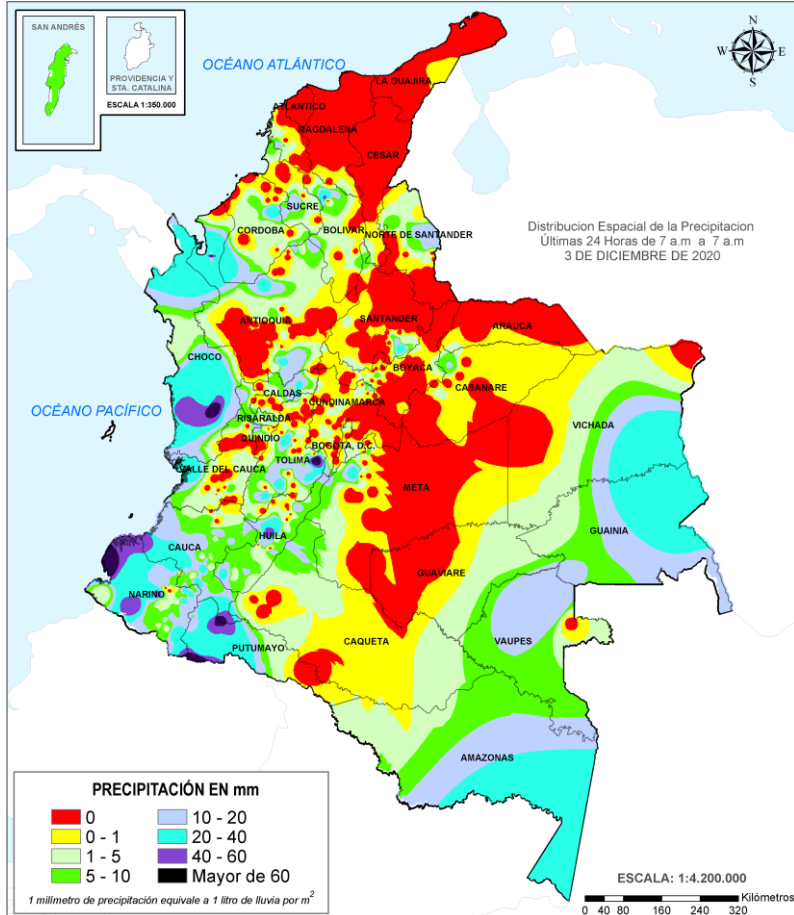 SAN ANDRÉS
PROVIDENCIA Y
STA. CATALINA
ESCALA 1:350.000
OCÉANO ATLÁNTICO
N
W
E
S
LA GUAJIRA
ATLANTICO
MAGDALENA
CESAR
SUCRE
CORDOBA
BOLIVAR
NORTE DE SANTANDER
Distribucion Espacial de la Precipitacion
Últimas 24 Horas de 7 a.m a 7 a.m
3 DE DICIEMBRE DE 2020
ANTIOQUIA
SANTANDER
ARAUCA
CHOCO
BOYACA
CASANARE
CALDAS
CUNDINAMARCA
OCÉANO PACÍFICO
RISARALDA
VICHADA
QUINDIO
BOGOTA, D.C.
TOLIMA
VALLE DEL CAUCA
META
GUAINIA
HUILA
CAUCA
GUAVIARE
NARIÑO
CAQUETA
VAUPES
PUTUMAYO
AMAZONAS
PRECIPITACIÓN EN mm
0
10 - 20
0 - 1
20 - 40
1 - 5
40 - 60
5 - 10
Mayor de 60
1 milímetro de precipitación equivale a 1 litro de lluvia por m²
ESCALA: 1:4.200.000
Kilómetros
0 40 80 160 240 320